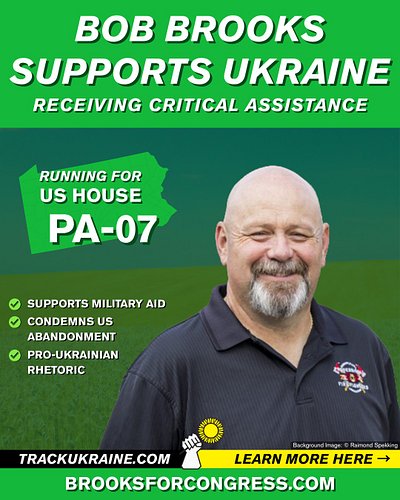 BOB BROOKS
SUPPORTS UKRAINE
RECEIVING CRITICAL ASSISTANCE
RUNNING FOR
US HOUSE
PA-07
SUPPORTS MILITARY AID
CONDEMNS US
ABANDONMENT
PRO-UKRAINIAN
RHETORIC
Background Image: © Raimond Spekking
TRACKUKRAINE.COM
LEARN MORE HERE →
BROOKSFORCONGRESS.COM